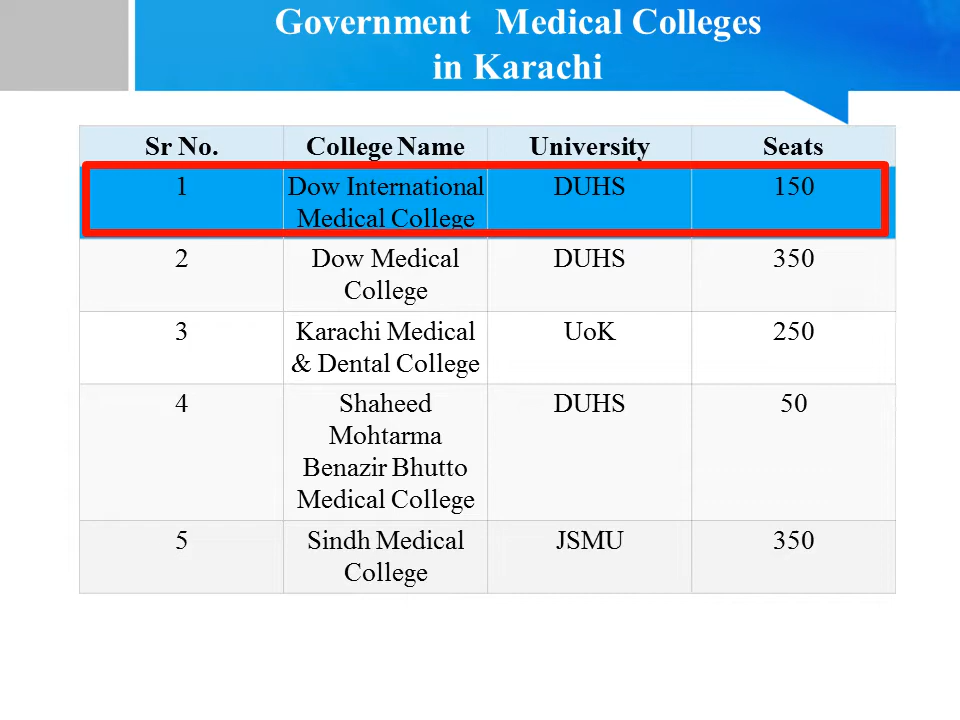 Government Medical Colleges
in Karachi
Sr No. College Name University Seats
1 Dow International Medical College DUHS 150
2 Dow Medical College DUHS 350
3 Karachi Medical & Dental College UoK 250
4 Shaheed Mohtarma Benazir Bhutto Medical College DUHS 50
5 Sindh Medical College JSMU 350